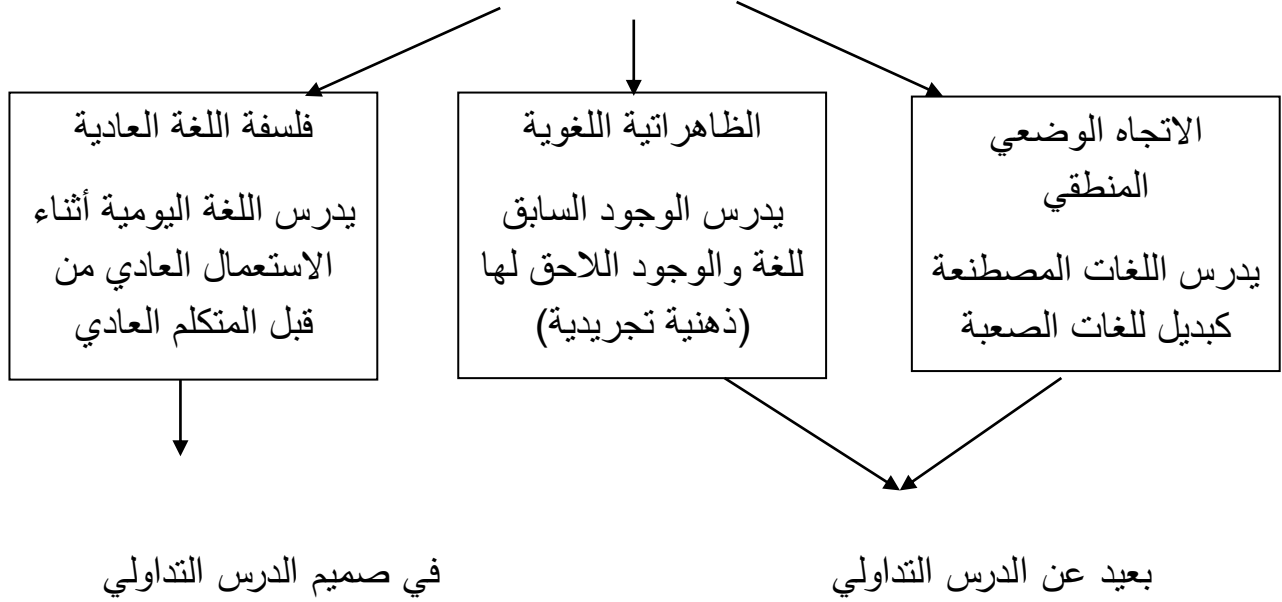 الاتجاه الوضعي
المنطقي
يدرس اللغات المصطنعة
كبديل للغات الصعبة
الظاهراتية اللغوية
يدرس الوجود السابق
للغة والوجود اللاحق لها
(ذهنية تجريدية)
فلسفة اللغة العادية
يدرس اللغة اليومية أثناء
الاستعمال العادي من
قبل المتكلم العادي
بعيد عن الدرس التداولي
في صميم الدرس التداولي